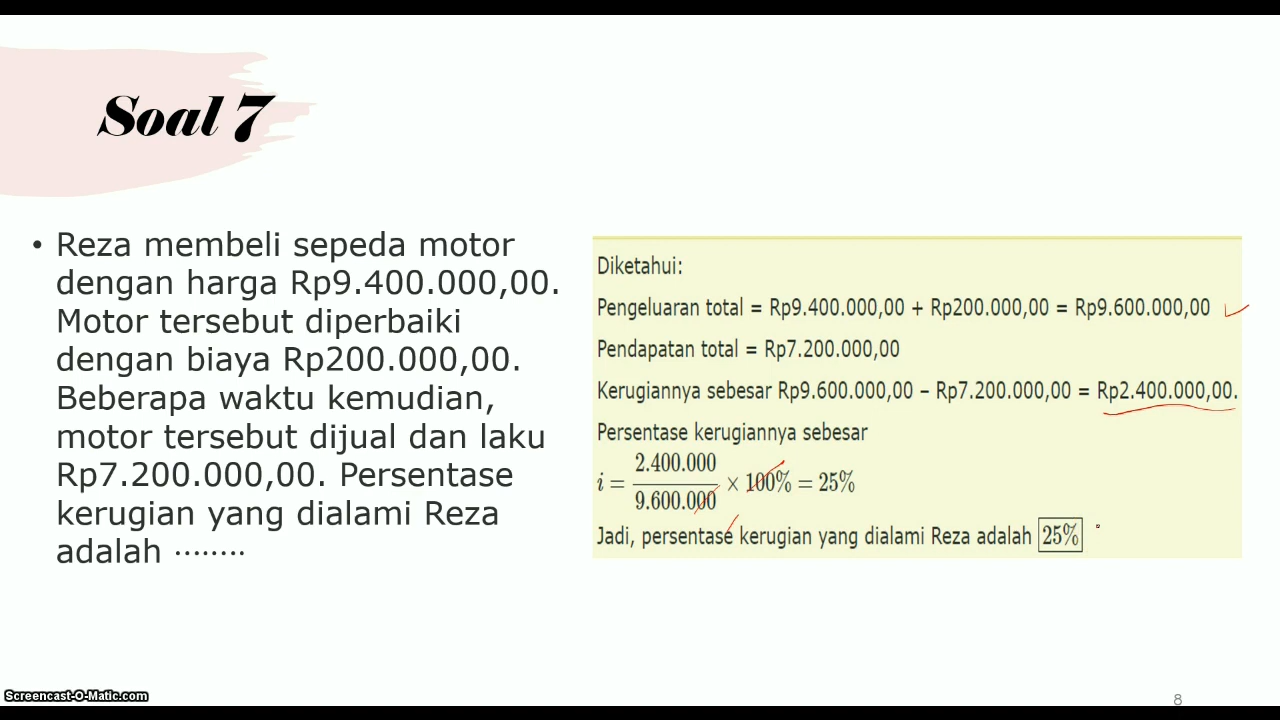 Soal 7
• Reza membeli sepeda motor
dengan harga Rp9.400.000,00.
Motor tersebut diperbaiki
dengan biaya Rp200.000,00.
Beberapa waktu kemudian,
motor tersebut dijual dan laku
Rp7.200.000,00. Persentase
kerugian yang dialami Reza
adalah ········
Diketahui:
Pengeluaran total = Rp9.400.000,00 + Rp200.000,00 = Rp9.600.000,00
Pendapatan total = Rp7.200.000,00
Kerugiannya sebesar Rp9.600.000,00 – Rp7.200.000,00 = Rp2.400.000,00.
Persentase kerugiannya sebesar
i = 2.400.000 / 9.600.000 × 100% = 25%
Jadi, persentase kerugian yang dialami Reza adalah 25%
Screencast-O-Matic.com
8